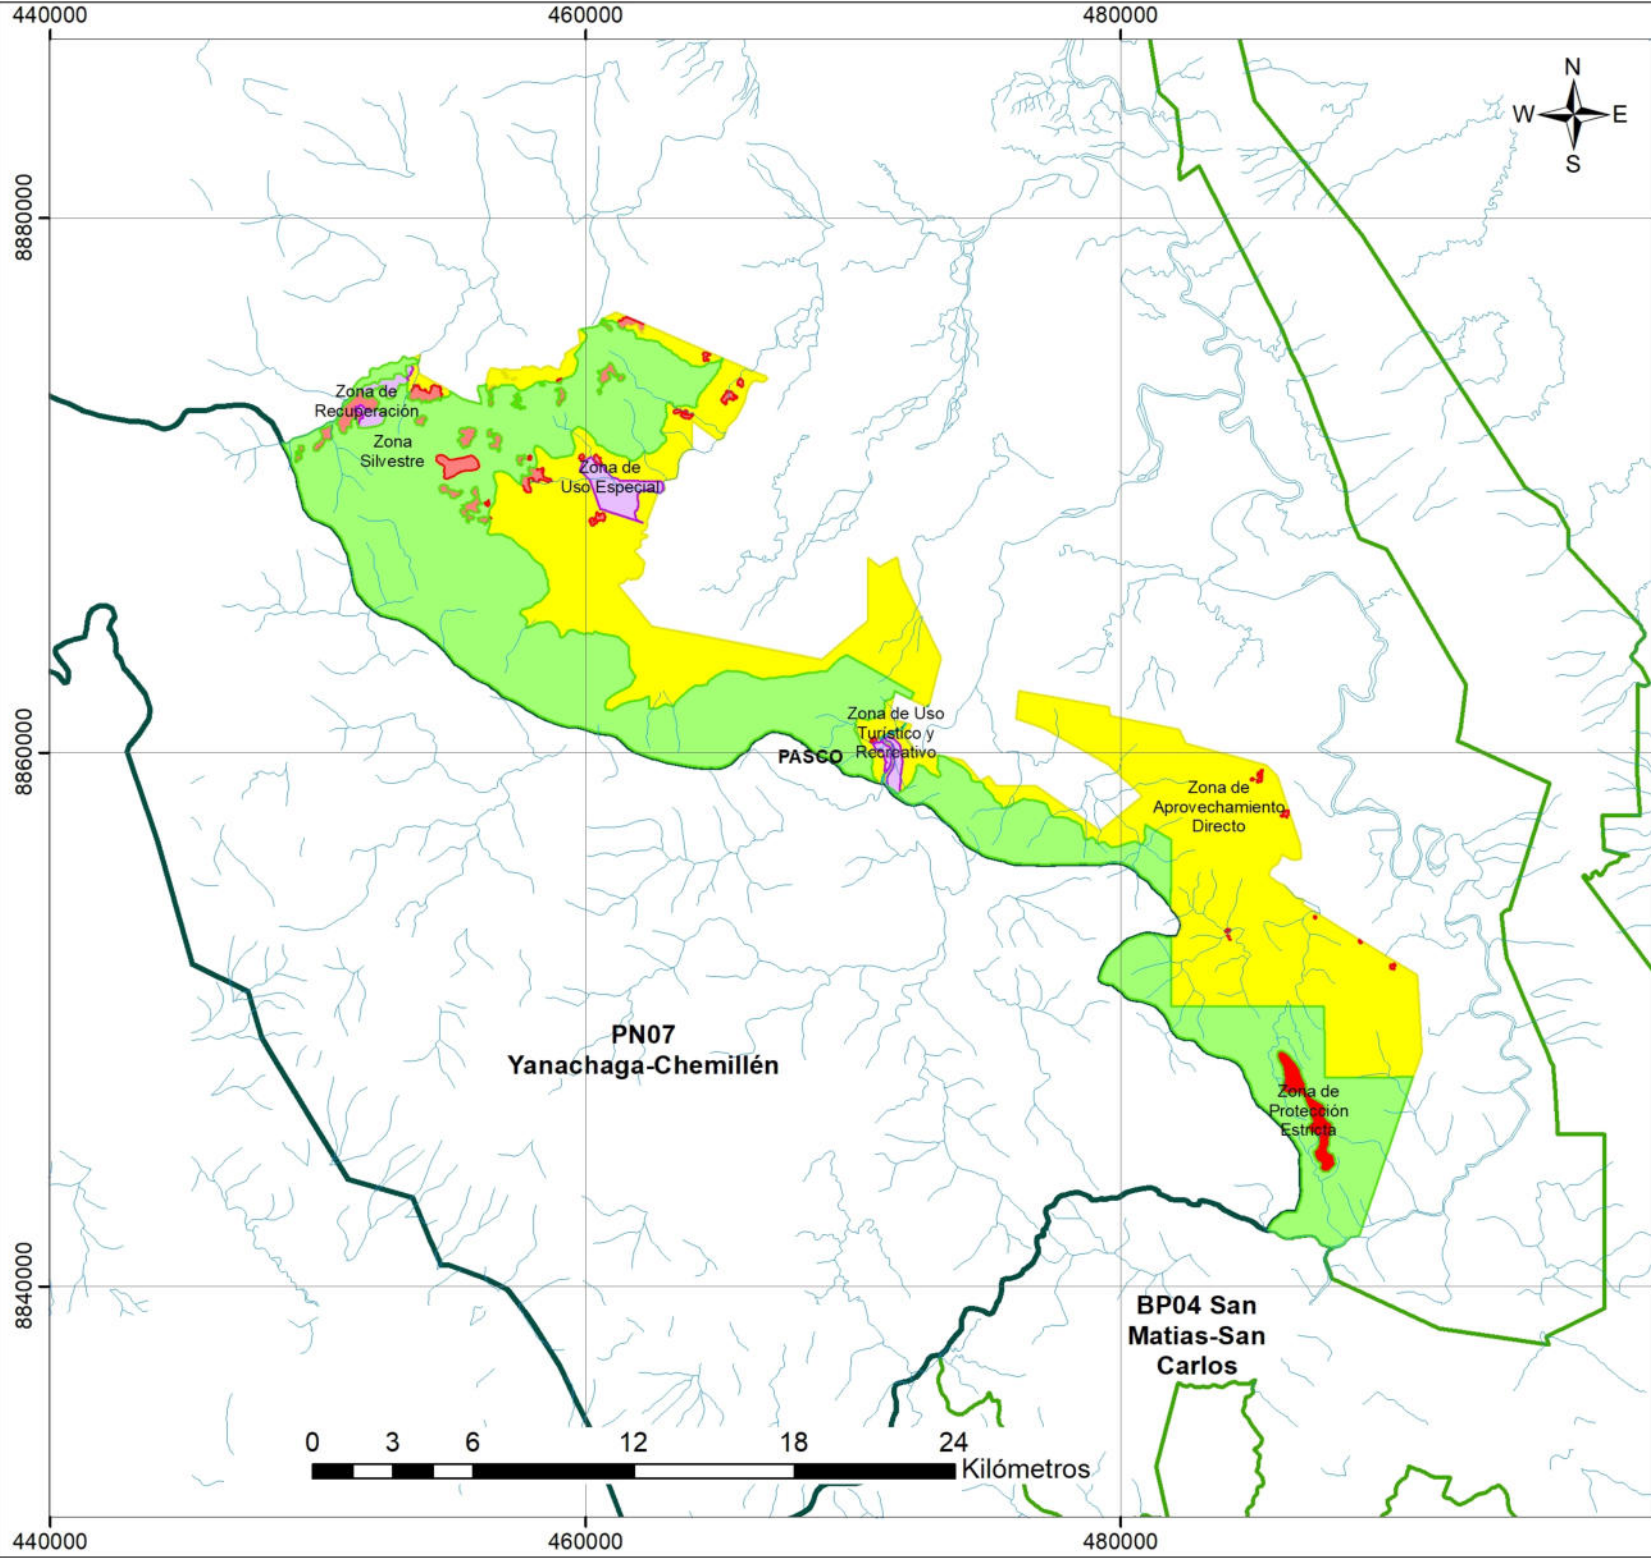 440000
460000
480000
N
W
E
S
8880000
8860000
8840000
Zona de
Recuperación
Zona
Silvestre
Zona de
Uso Especial
Zona de Uso
Turístico y
Recreativo
PASCO
Zona de
Aprovechamiento
Directo
PN07
Yanachaga-Chemillén
Zona de
Protección
Estricta
BP04 San
Matias-San
Carlos
0 3 6 12 18 24
Kilómetros
440000
460000
480000